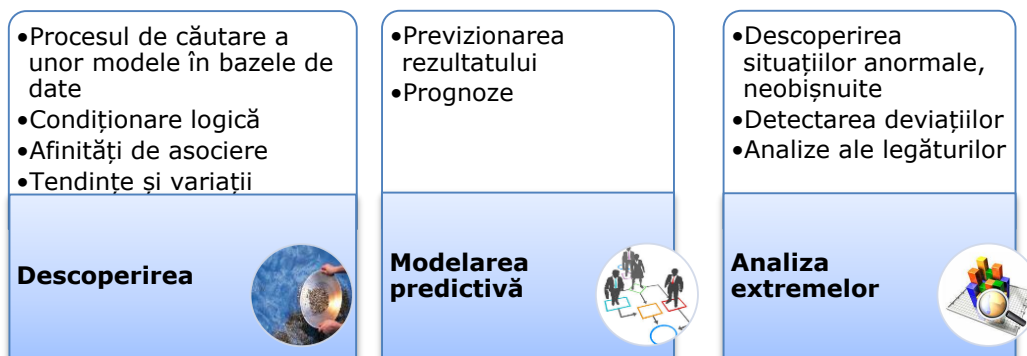 •Procesul de căutare a
unor modele în bazele de
date
•Condiționare logică
•Afinități de asociere
•Tendințe și variații
Descoperirea
•Previzionarea
rezultatului
•Prognoze
Modelarea
predictivă
•Descoperirea
situațiilor anormale,
neobișnuite
•Detectarea deviațiilor
•Analize ale legăturilor
Analiza
extremelor